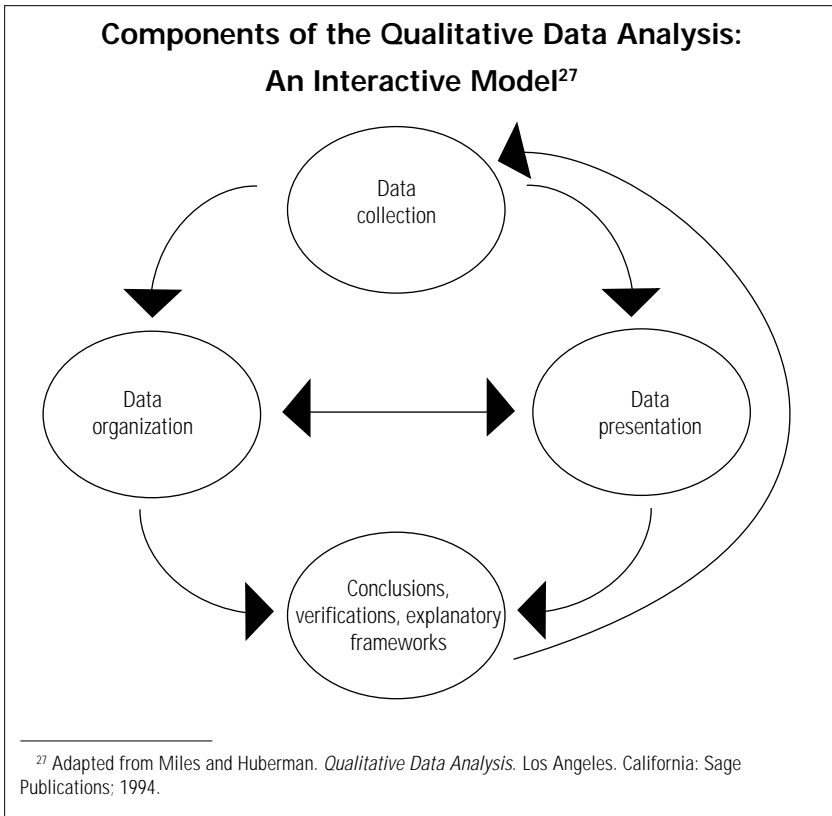 Components of the Qualitative Data Analysis:
An Interactive Model²⁷
Data
collection
Data
organization
Data
presentation
Conclusions,
verifications, explanatory
frameworks
²⁷ Adapted from Miles and Huberman. Qualitative Data Analysis. Los Angeles. California: Sage
Publications; 1994.